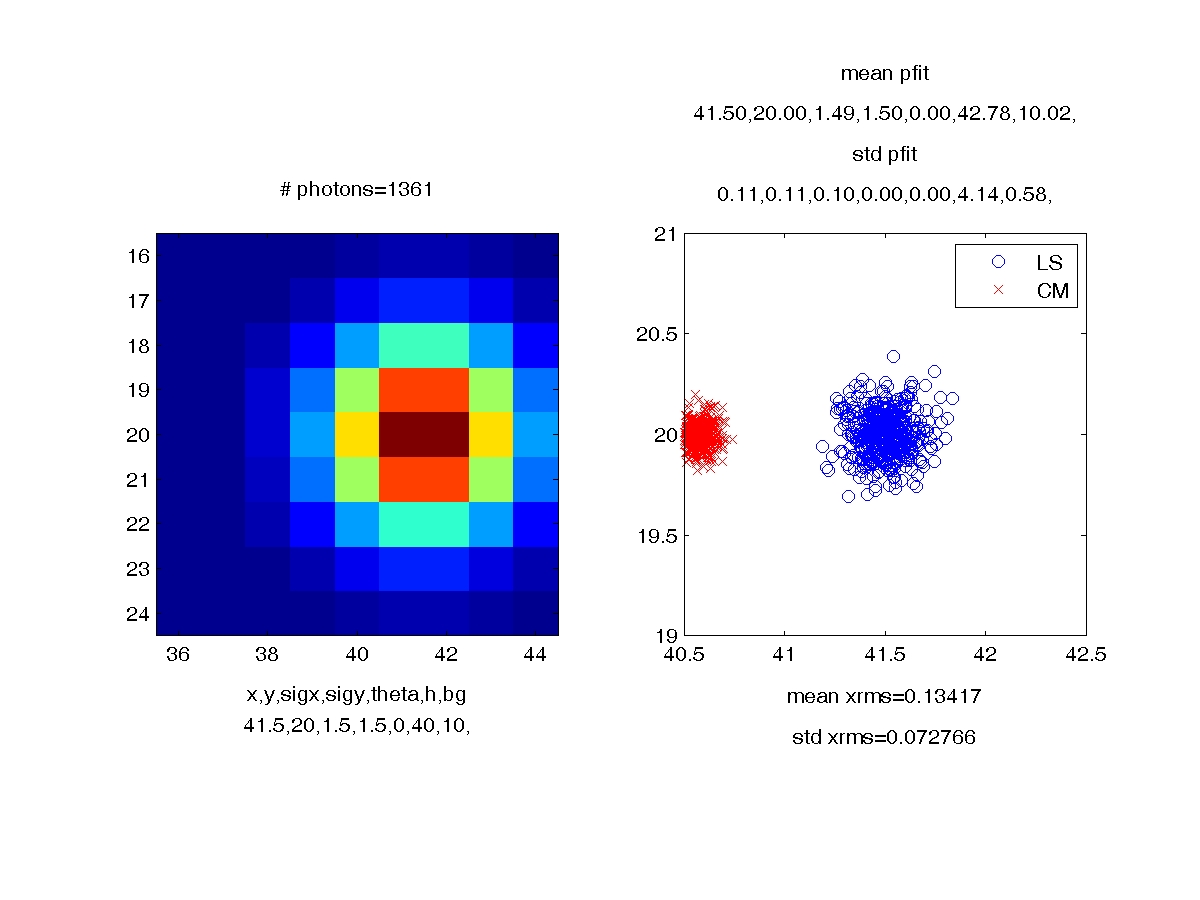 # photons=1361
16
17
18
19
20
21
22
23
24
36 38 40 42 44
x,y,sigx,sigy,theta,h,bg
41.5,20,1.5,1.5,0,40,10,
mean pfit
41.50,20.00,1.49,1.50,0.00,42.78,10.02,
std pfit
0.11,0.11,0.10,0.00,0.00,4.14,0.58,
21
20.5
20
19.5
19
LS
CM
40.5 41 41.5 42 42.5
mean xrms=0.13417
std xrms=0.072766